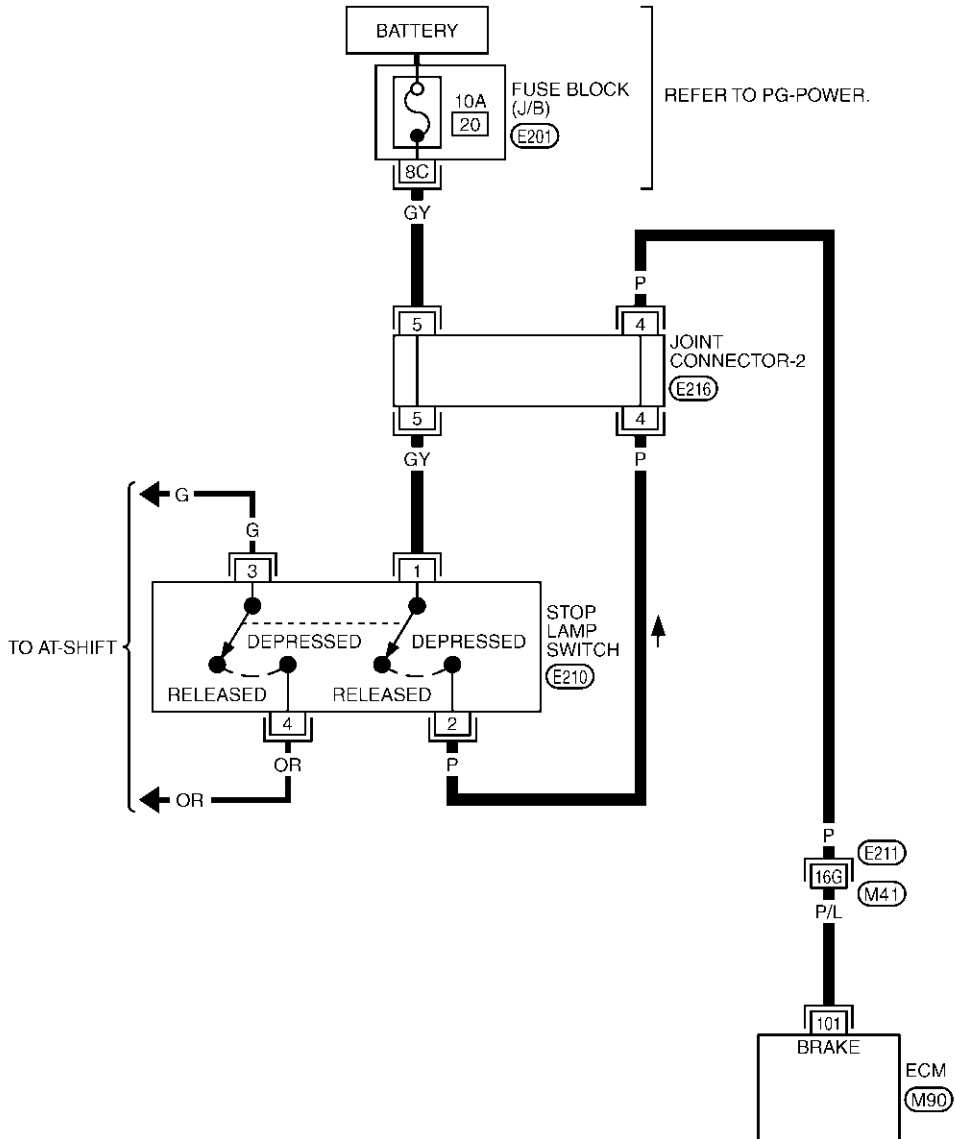 BATTERY
FUSE BLOCK
(J/B)
10A
20
E201
REFER TO PG-POWER.
8C
GY
P
5
4
JOINT
CONNECTOR-2
E216
5
4
GY
P
G
G
3
1
TO AT-SHIFT
DEPRESSED
DEPRESSED
RELEASED
RELEASED
STOP
LAMP
SWITCH
E210
4
2
OR
P
OR
P
E211
16G
M41
P/L
101
BRAKE
ECM
M90